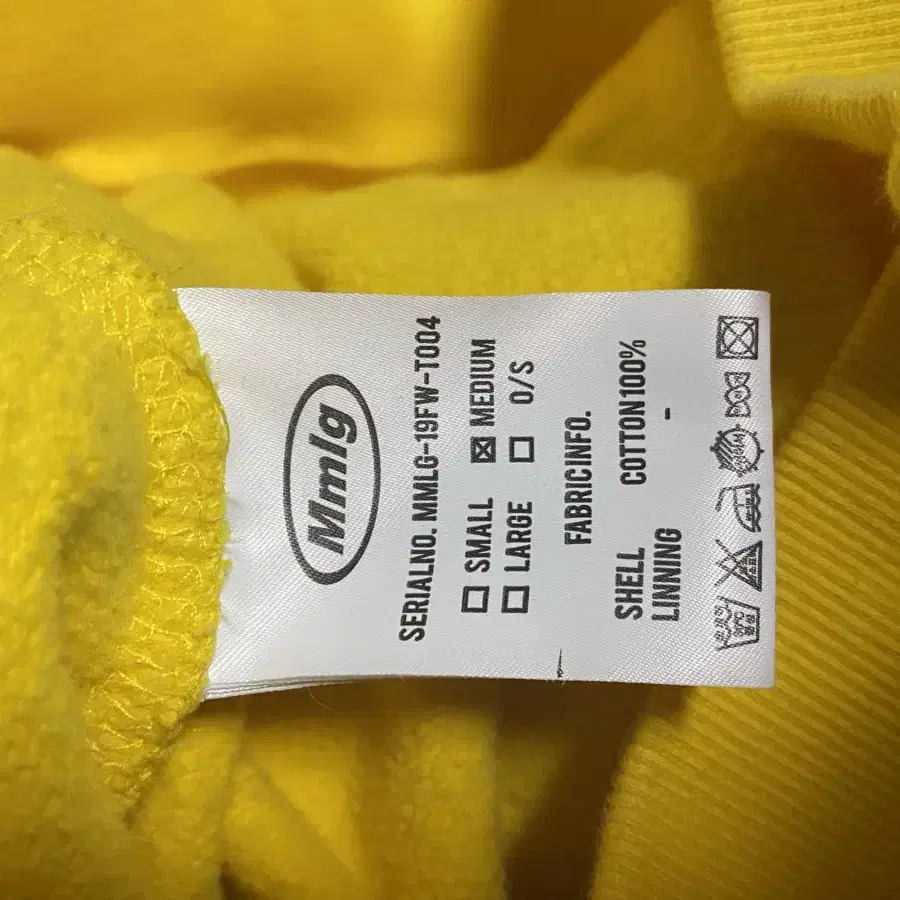 Mmlg
SERIALNO. MMLG-19FW-T004
☐ SMALL ☒ MEDIUM
☐ LARGE ☐ O/S
FABRICINFO.
SHELL COTTON100%
LINNING -